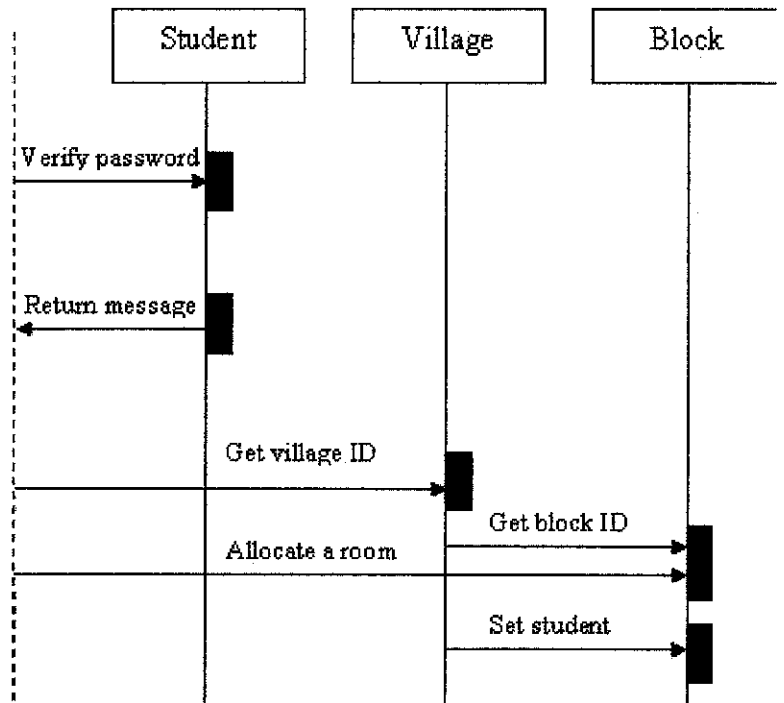 Student
Village
Block
Verify password
Return message
Get village ID
Get block ID
Allocate a room
Set student